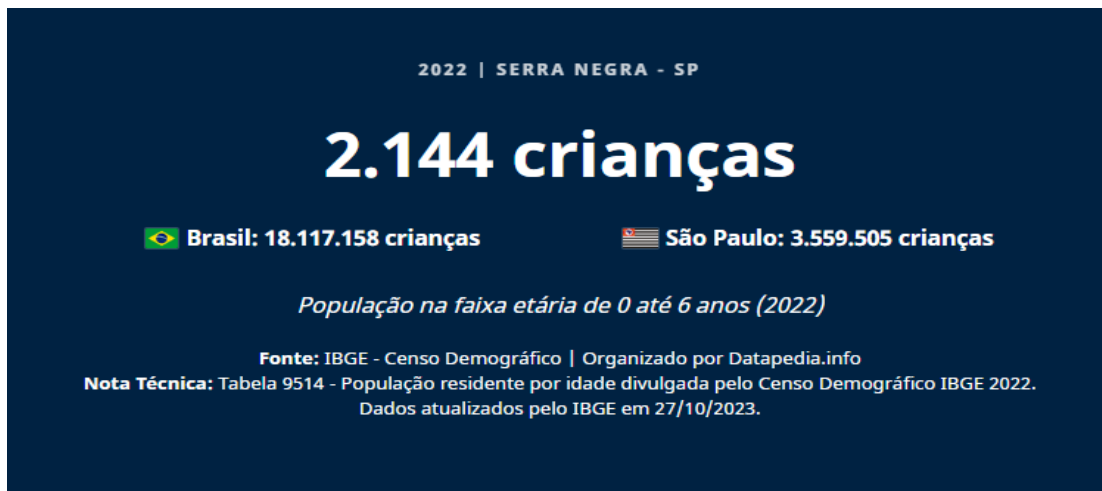 2022 | SERRA NEGRA - SP
2.144 crianças
Brasil: 18.117.158 crianças
São Paulo: 3.559.505 crianças
População na faixa etária de 0 até 6 anos (2022)
Fonte: IBGE - Censo Demográfico | Organizado por Datapedia.info
Nota Técnica: Tabela 9514 - População residente por idade divulgada pelo Censo Demográfico IBGE 2022.
Dados atualizados pelo IBGE em 27/10/2023.